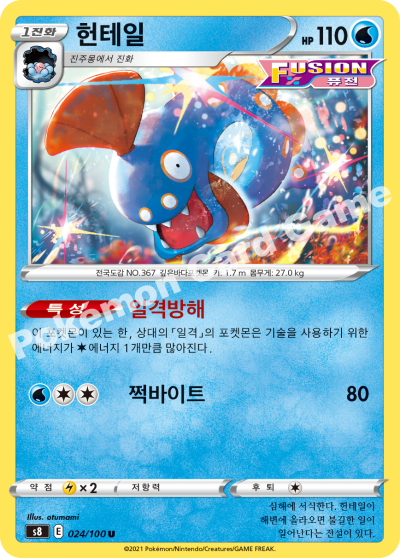 1진화
헌테일
HP 110
진주몽에서 진화
FUSION
퓨전
전국도감 NO.367 깊은바다포켓몬 키: 1.7 m 몸무게: 27.0 kg
특성 일격방해
이 포켓몬이 있는 한, 상대의 「일격」의 포켓몬은 기술을 사용하기 위한
에너지가 에너지 1개만큼 많아진다.
쩍바이트 80
약점 ×2 저항력 후퇴
심해에 서식한다. 헌테일이
해변에 올라오면 불길한 일이
일어난다는 전설이 있다.
Illus. otumami
s8 E 024/100 U
©2021 Pokémon/Nintendo/Creatures/GAME FREAK.
Pokémon Card Game